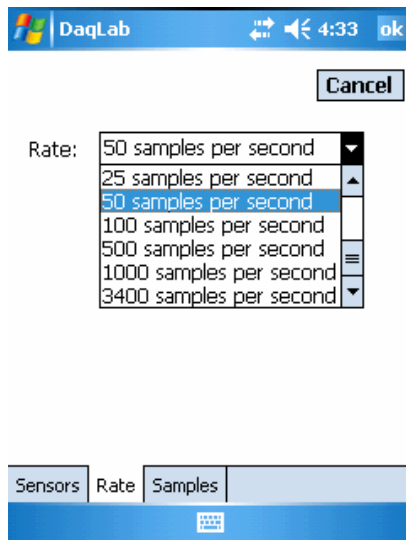 DaqLab 4:33 ok
Cancel
Rate: 50 samples per second
25 samples per second
50 samples per second
100 samples per second
500 samples per second
1000 samples per second
3400 samples per second
Sensors Rate Samples